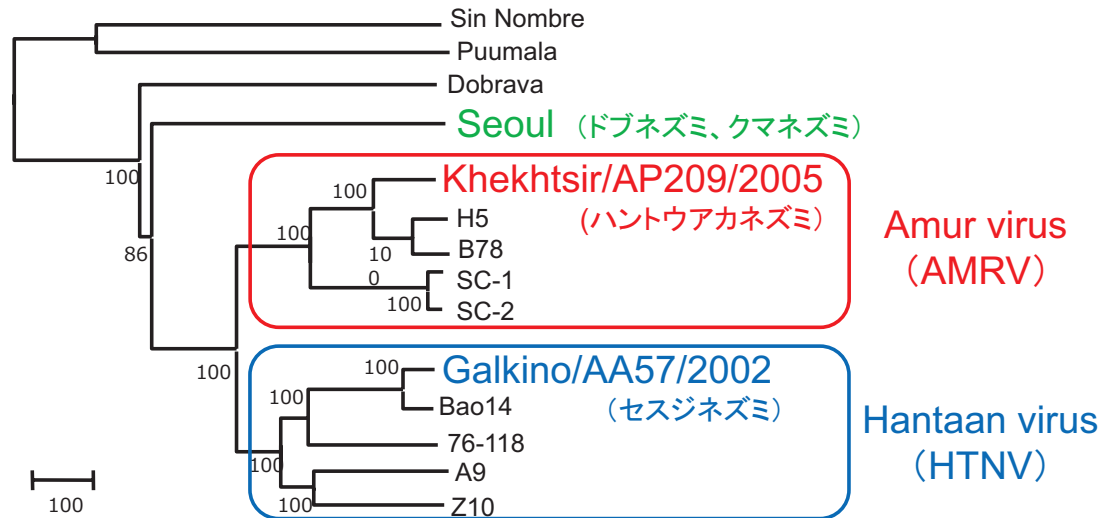 Sin Nombre
Puumala
Dobrava
Seoul (ドブネズミ、クマネズミ)
100
86
Khekhtsir/AP209/2005
(ハントウアカネズミ)
100
H5
100
B78
10
0
SC-1
100
SC-2
Amur virus
(AMRV)
100
Galkino/AA57/2002
(セスジネズミ)
100
100
Bao14
76-118
100
A9
100
Z10
Hantaan virus
(HTNV)
100